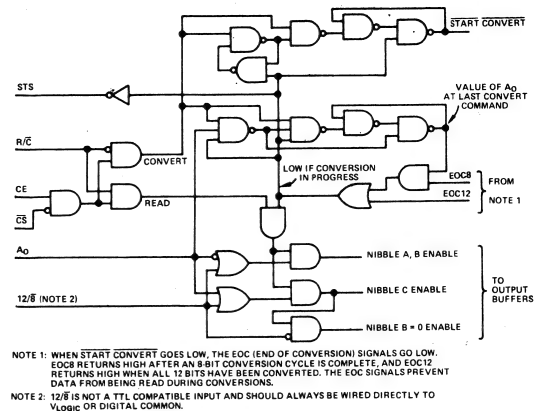 START CONVERT
STS
VALUE OF A0
AT LAST CONVERT
COMMAND
R/C
CONVERT
LOW IF CONVERSION
IN PROGRESS
EOC8
EOC12
FROM
NOTE 1
CE
CS
READ
A0
NIBBLE A, B ENABLE
NIBBLE C ENABLE
TO
OUTPUT
BUFFERS
12/8 (NOTE 2)
NIBBLE B = 0 ENABLE
NOTE 1: WHEN START CONVERT GOES LOW, THE EOC (END OF CONVERSION) SIGNALS GO LOW.
EOC8 RETURNS HIGH AFTER AN 8-BIT CONVERSION CYCLE IS COMPLETE, AND EOC12
RETURNS HIGH WHEN ALL 12 BITS HAVE BEEN CONVERTED. THE EOC SIGNALS PREVENT
DATA FROM BEING READ DURING CONVERSIONS.
NOTE 2: 12/8 IS NOT A TTL COMPATIBLE INPUT AND SHOULD ALWAYS BE WIRED DIRECTLY TO
VLOGIC OR DIGITAL COMMON.